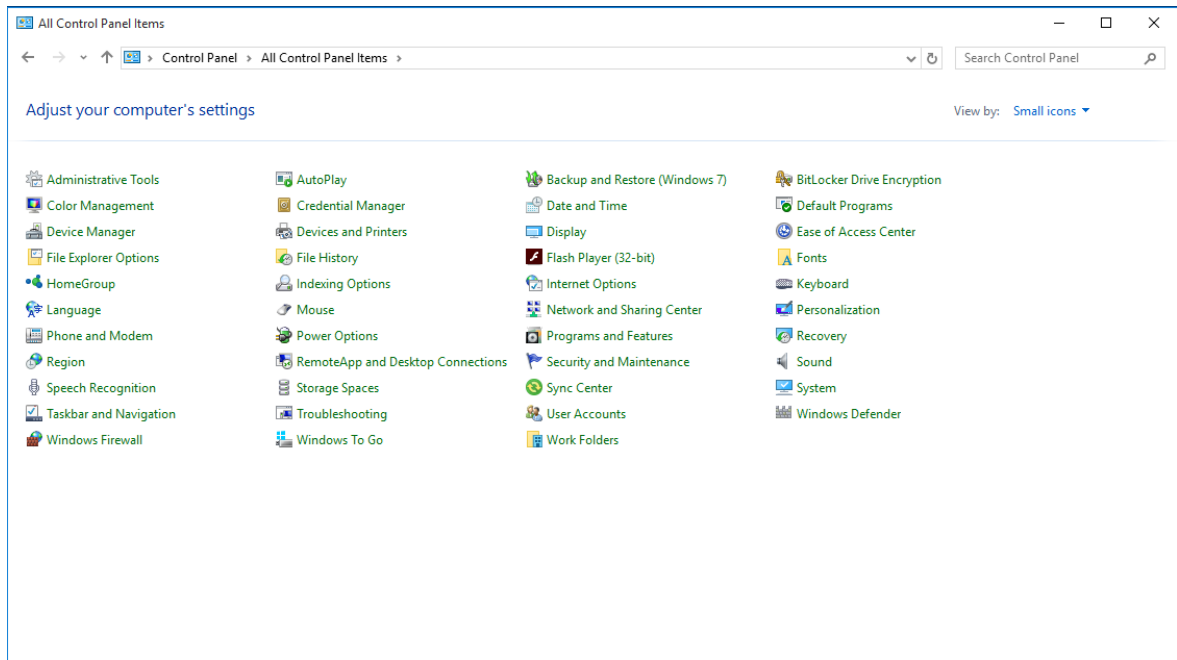 All Control Panel Items
Control Panel > All Control Panel Items >
Search Control Panel
Adjust your computer's settings
View by: Small icons
Administrative Tools AutoPlay Backup and Restore (Windows 7) BitLocker Drive Encryption
Color Management Credential Manager Date and Time Default Programs
Device Manager Devices and Printers Display Ease of Access Center
File Explorer Options File History Flash Player (32-bit) Fonts
HomeGroup Indexing Options Internet Options Keyboard
Language Mouse Network and Sharing Center Personalization
Phone and Modem Power Options Programs and Features Recovery
Region RemoteApp and Desktop Connections Security and Maintenance Sound
Speech Recognition Storage Spaces Sync Center System
Taskbar and Navigation Troubleshooting User Accounts Windows Defender
Windows Firewall Windows To Go Work Folders